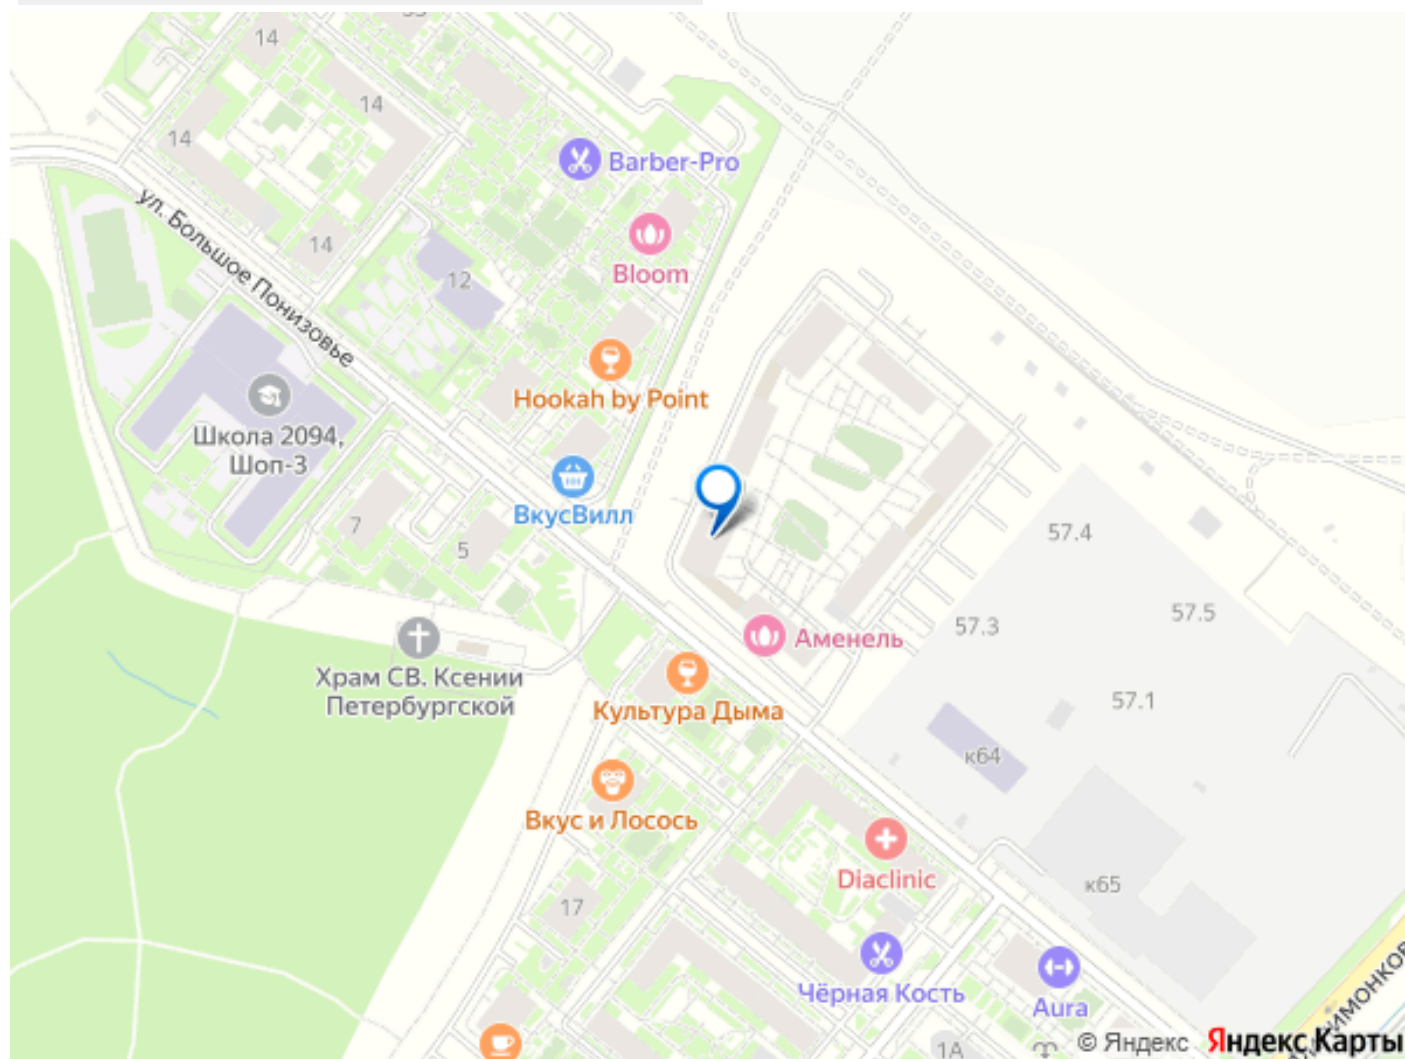 14
14
14
Barber-Pro
ул. Большое Понизовье
14
Bloom
12
Hookah by Point
Школа 2094,
Шоп-3
ВкусВилл
7
5
57.4
57.5
57.3
Аменель
Храм СВ. Ксении
Петербургской
57.1
Культура Дыма
к64
Вкус и Лосось
Diaclinic
к65
17
Чёрная Кость
Aura
1А
© Яндекс Яндекс Карты